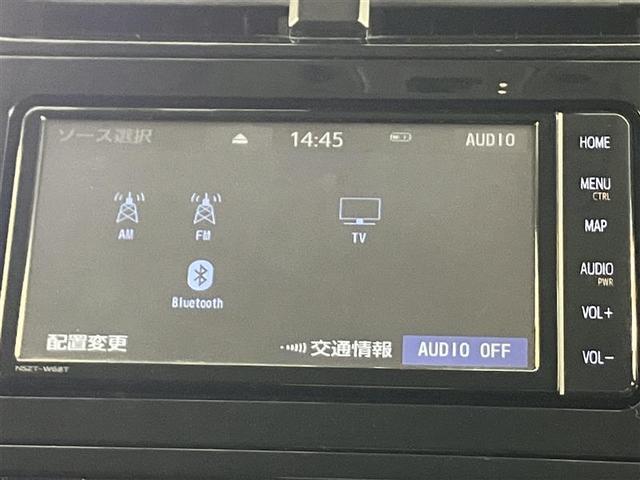 ソース選択 14:45 AUDIO
AM FM TV
Bluetooth
配置変更 交通情報 AUDIO OFF
NSZT-W68T
HOME
MENU
CTRL
MAP
AUDIO
PWR
VOL+
VOL-